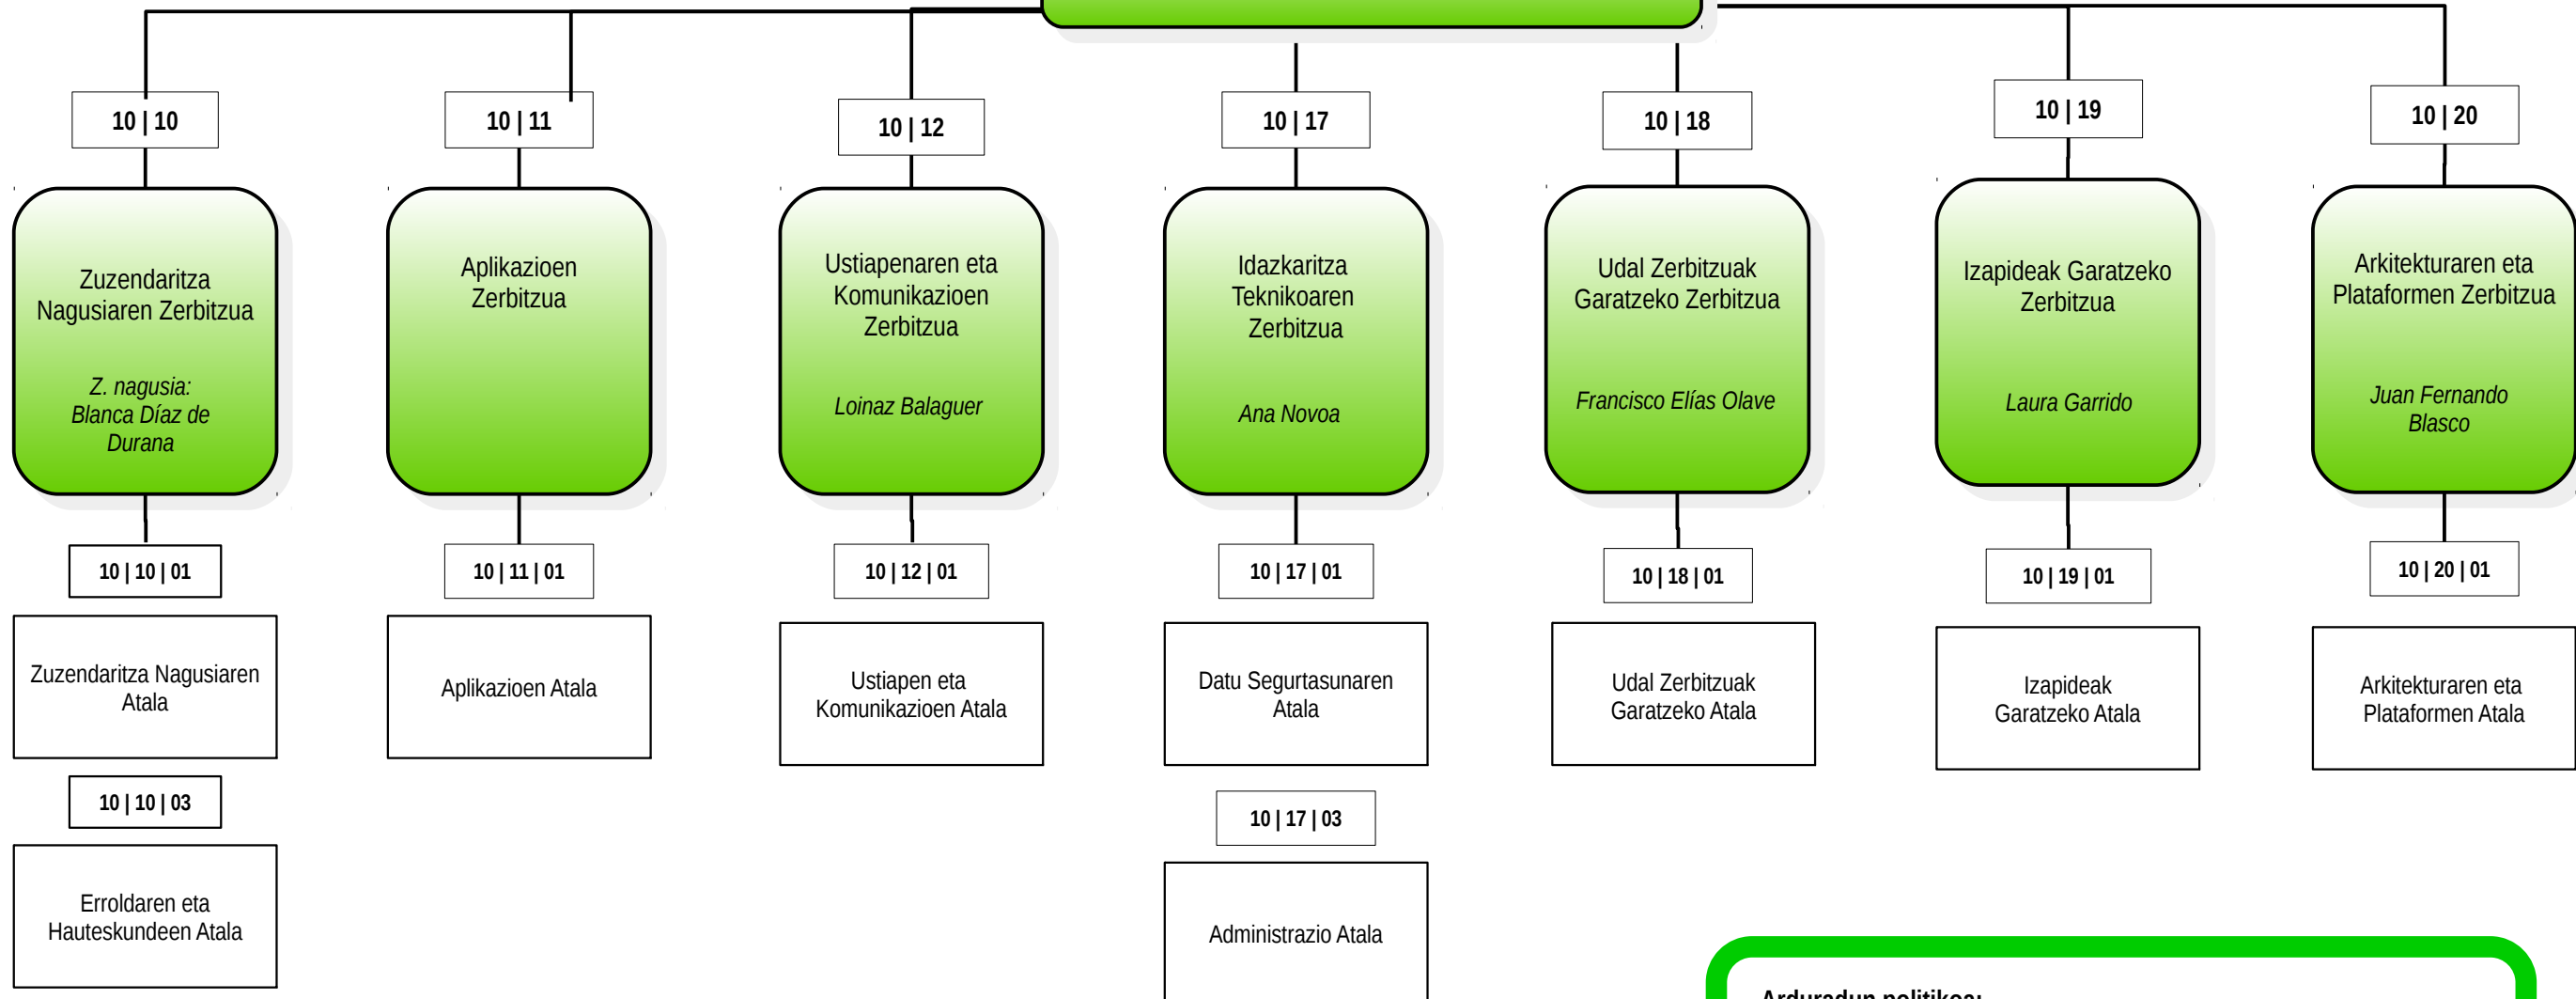 10 | 10
10 | 11
10 | 12
10 | 17
10 | 18
10 | 19
10 | 20
Zuzendaritza
Nagusiaren Zerbitzua
Z. nagusia:
Blanca Díaz de
Durana
Aplikazioen
Zerbitzua
Ustiapenaren eta
Komunikazioen
Zerbitzua
Loinaz Balaguer
Idazkaritza
Teknikoaren
Zerbitzua
Ana Novoa
Udal Zerbitzuak
Garatzeko Zerbitzua
Francisco Elías Olave
Izapideak Garatzeko
Zerbitzua
Laura Garrido
Arkitekturaren eta
Plataformen Zerbitzua
Juan Fernando
Blasco
10 | 10 | 01
10 | 11 | 01
10 | 12 | 01
10 | 17 | 01
10 | 18 | 01
10 | 19 | 01
10 | 20 | 01
Zuzendaritza Nagusiaren
Atala
Aplikazioen Atala
Ustiapen eta
Komunikazioen Atala
Datu Segurtasunaren
Atala
Udal Zerbitzuak
Garatzeko Atala
Izapideak
Garatzeko Atala
Arkitekturaren eta
Plataformen Atala
10 | 10 | 03
10 | 17 | 03
Erroldaren eta
Hauteskundeen Atala
Administrazio Atala
Arduradun politikoa: